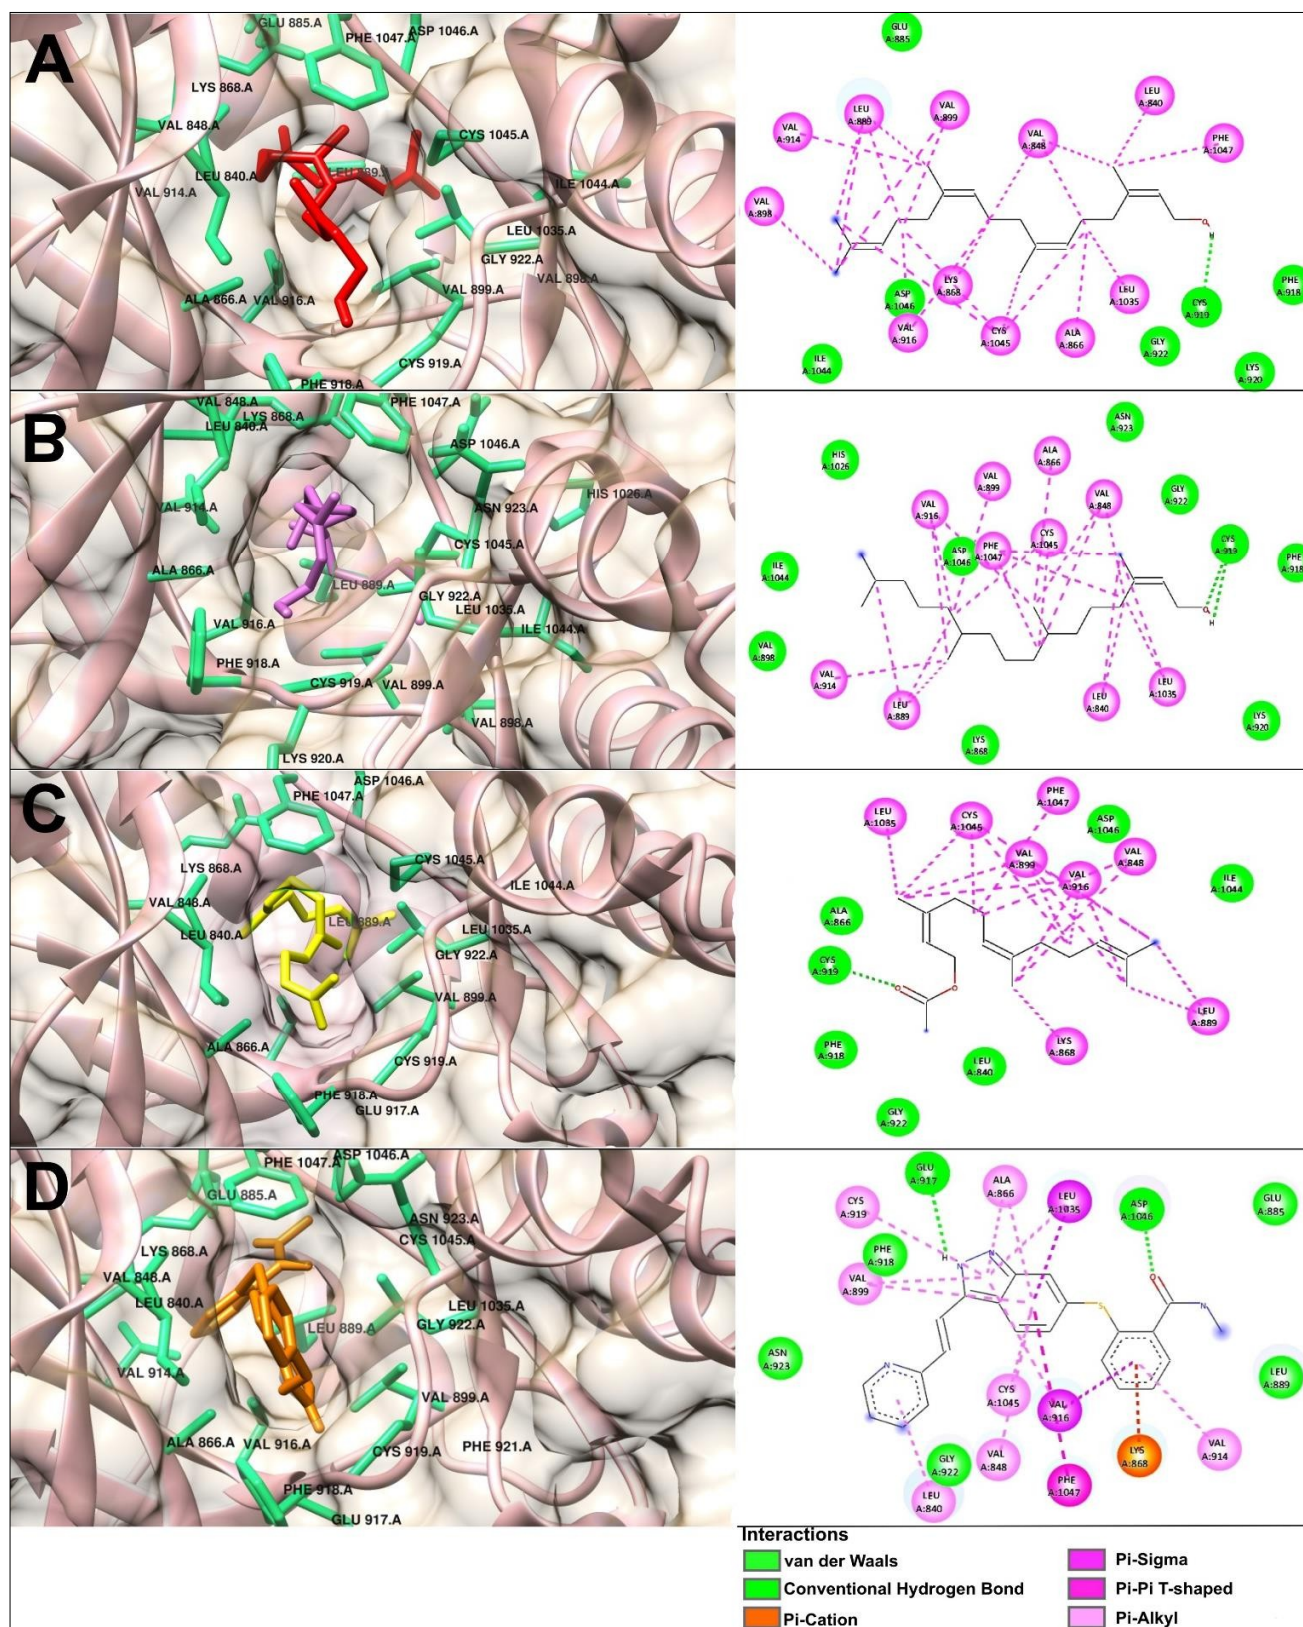 A
GLU 885.A
ASP 1046.A
PHE 1047.A
LYS 868.A
VAL 848.A
CYS 1045.A
LEU 840.A
LEU 889.A
VAL 914.A
ILE 1044.A
LEU 1035.A
GLY 922.A
VAL 898.A
VAL 899.A
ALA 866.A
VAL 916.A
CYS 919.A
PHE 918.A
GLU
A:885
LEU
A:840
LEU
A:889
VAL
A:899
VAL
A:914
VAL
A:848
PHE
A:1047
VAL
A:898
H
LYS
A:868
LEU
A:1035
PHE
A:918
ASP
A:1046
CYS
A:919
VAL
A:916
CYS
A:1045
ALA
A:866
GLY
A:922
ILE
A:1044
LYS
A:920
B
VAL 848.A
PHE 1047.A
LYS 868.A
LEU 840.A
ASP 1046.A
HIS 1026.A
VAL 914.A
ASN 923.A
CYS 1045.A
ALA 866.A
LEU 889.A
GLY 922.A
LEU 1035.A
VAL 916.A
ILE 1044.A
PHE 918.A
CYS 919.A
VAL 899.A
VAL 898.A
LYS 920.A
ASN
A:923
HIS
A:1026
ALA
A:866
VAL
A:899
GLY
A:922
VAL
A:848
VAL
A:916
CYS
A:1045
CYS
A:919
ASP
A:1046
PHE
A:1047
PHE
A:918
ILE
A:1044
O
H
VAL
A:898
VAL
A:914
LEU
A:1035
LEU
A:889
LEU
A:840
LYS
A:920
LYS
A:868
C
ASP 1046.A
PHE 1047.A
CYS 1045.A
LYS 868.A
ILE 1044.A
VAL 848.A
LEU 889.A
LEU 840.A
LEU 1035.A
GLY 922.A
VAL 899.A
ALA 866.A
CYS 919.A
PHE 918.A
GLU 917.A
PHE
A:1047
LEU
A:1035
CYS
A:1045
ASP
A:1046
VAL
A:899
VAL
A:848
VAL
A:916
ILE
A:1044
ALA
A:866
CYS
A:919
O
O
LEU
A:889
PHE
A:918
LYS
A:868
LEU
A:840
GLY
A:922
D
ASP 1046.A
PHE 1047.A
GLU 885.A
ASN 923.A
CYS 1045.A
LYS 868.A
VAL 848.A
LEU 840.A
LEU 1035.A
GLY 922.A
LEU 889.A
VAL 914.A
VAL 899.A
ALA 866.A
VAL 916.A
CYS 919.A
PHE 921.A
PHE 918.A
GLU 917.A
GLU
A:917
ALA
A:866
LEU
A:1035
ASP
A:1046
GLU
A:885
CYS
A:919
PHE
A:918
H
N
N
VAL
A:899
O
S
N
ASN
A:923
N
LEU
A:889
CYS
A:1045
VAL
A:916
VAL
A:848
LYS
A:868
VAL
A:914
GLY
A:922
PHE
A:1047
LEU
A:840
Interactions
van der Waals
Pi-Sigma
Conventional Hydrogen Bond
Pi-Pi T-shaped
Pi-Cation
Pi-Alkyl